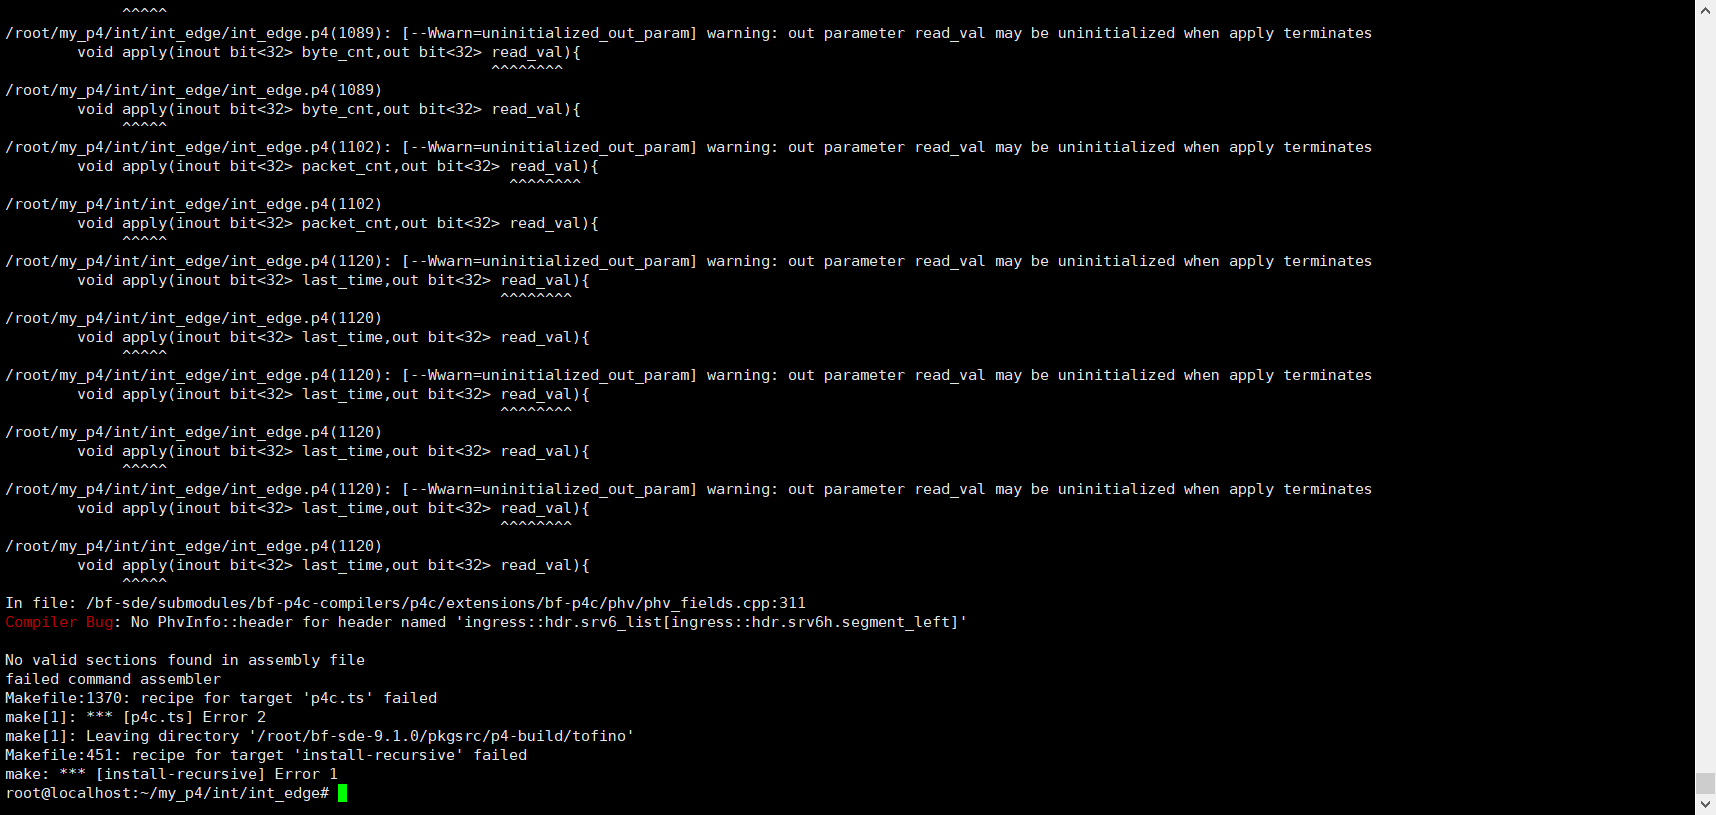 ^^^^^
/root/my_p4/int/int_edge/int_edge.p4(1089): [--Wwarn=uninitialized_out_param] warning: out parameter read_val may be uninitialized when apply terminates
        void apply(inout bit<32> byte_cnt,out bit<32> read_val){
                                                      ^^^^^^^^
/root/my_p4/int/int_edge/int_edge.p4(1089)
        void apply(inout bit<32> byte_cnt,out bit<32> read_val){
             ^^^^^
/root/my_p4/int/int_edge/int_edge.p4(1102): [--Wwarn=uninitialized_out_param] warning: out parameter read_val may be uninitialized when apply terminates
        void apply(inout bit<32> packet_cnt,out bit<32> read_val){
                                                        ^^^^^^^^
/root/my_p4/int/int_edge/int_edge.p4(1102)
        void apply(inout bit<32> packet_cnt,out bit<32> read_val){
             ^^^^^
/root/my_p4/int/int_edge/int_edge.p4(1120): [--Wwarn=uninitialized_out_param] warning: out parameter read_val may be uninitialized when apply terminates
        void apply(inout bit<32> last_time,out bit<32> read_val){
                                                       ^^^^^^^^
/root/my_p4/int/int_edge/int_edge.p4(1120)
        void apply(inout bit<32> last_time,out bit<32> read_val){
             ^^^^^
/root/my_p4/int/int_edge/int_edge.p4(1120): [--Wwarn=uninitialized_out_param] warning: out parameter read_val may be uninitialized when apply terminates
        void apply(inout bit<32> last_time,out bit<32> read_val){
                                                       ^^^^^^^^
/root/my_p4/int/int_edge/int_edge.p4(1120)
        void apply(inout bit<32> last_time,out bit<32> read_val){
             ^^^^^
/root/my_p4/int/int_edge/int_edge.p4(1120): [--Wwarn=uninitialized_out_param] warning: out parameter read_val may be uninitialized when apply terminates
        void apply(inout bit<32> last_time,out bit<32> read_val){
                                                       ^^^^^^^^
/root/my_p4/int/int_edge/int_edge.p4(1120)
        void apply(inout bit<32> last_time,out bit<32> read_val){
             ^^^^^
In file: /bf-sde/submodules/bf-p4c-compilers/p4c/extensions/bf-p4c/phv/phv_fields.cpp:311
Compiler Bug: No PhvInfo::header for header named 'ingress::hdr.srv6_list[ingress::hdr.srv6h.segment_left]'

No valid sections found in assembly file
failed command assembler
Makefile:1370: recipe for target 'p4c.ts' failed
make[1]: *** [p4c.ts] Error 2
make[1]: Leaving directory '/root/bf-sde-9.1.0/pkgsrc/p4-build/tofino'
Makefile:451: recipe for target 'install-recursive' failed
make: *** [install-recursive] Error 1
root@localhost:~/my_p4/int/int_edge#